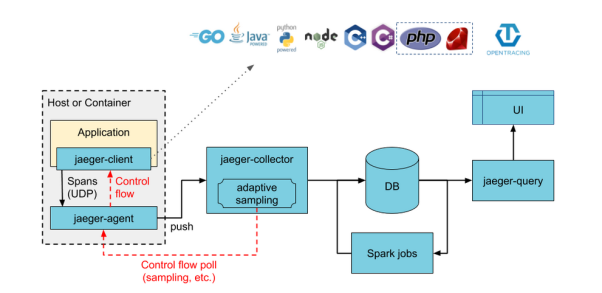 GO
Java
POWERED
python
powered
node
JS
C++
C#
php
OPENTRACING
Host or Container
Application
jaeger-client
Spans
(UDP)
Control
flow
jaeger-agent
push
jaeger-collector
adaptive
sampling
Control flow poll
(sampling, etc.)
DB
Spark jobs
UI
jaeger-query